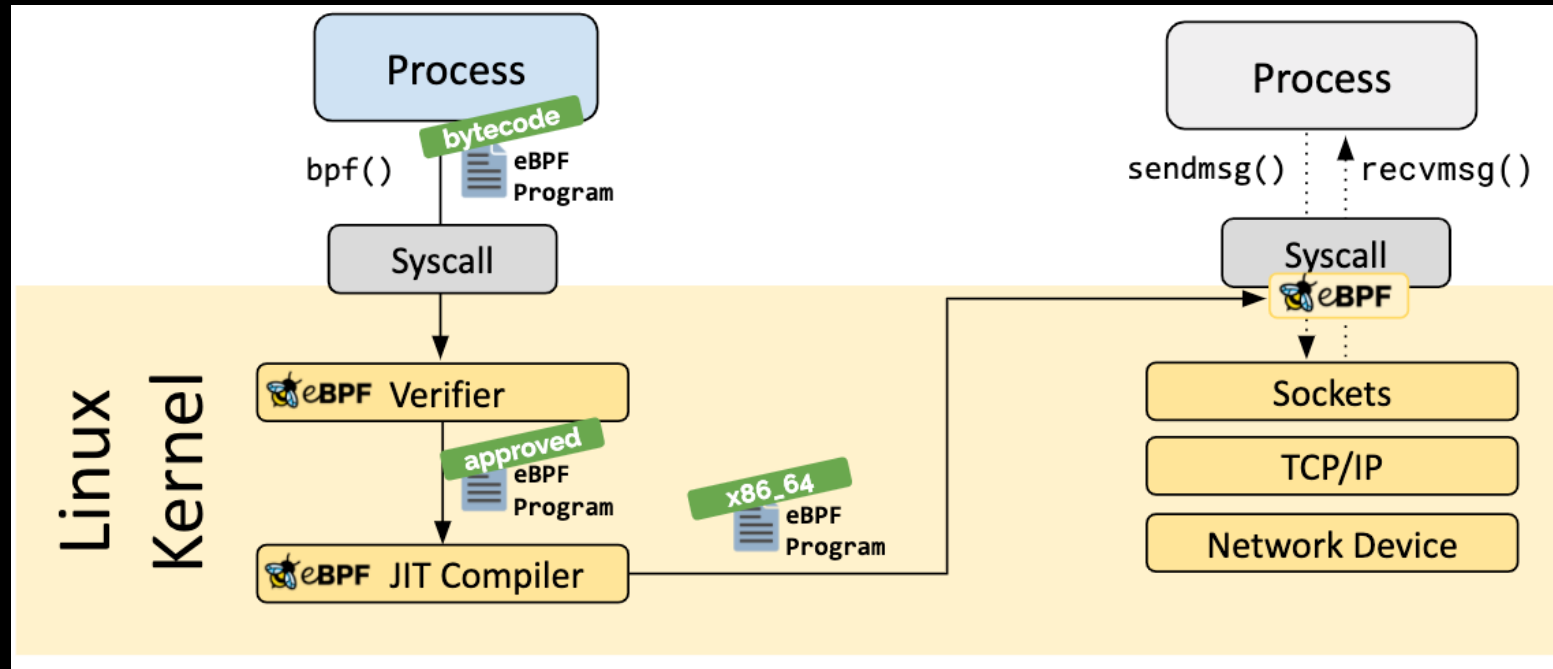 Process
bytecode
bpf()
eBPF
Program
Syscall
Process
sendmsg()
recvmsg()
Syscall
eBPF
Linux
Kernel
eBPF Verifier
approved
eBPF
Program
x86_64
eBPF
Program
eBPF JIT Compiler
Sockets
TCP/IP
Network Device